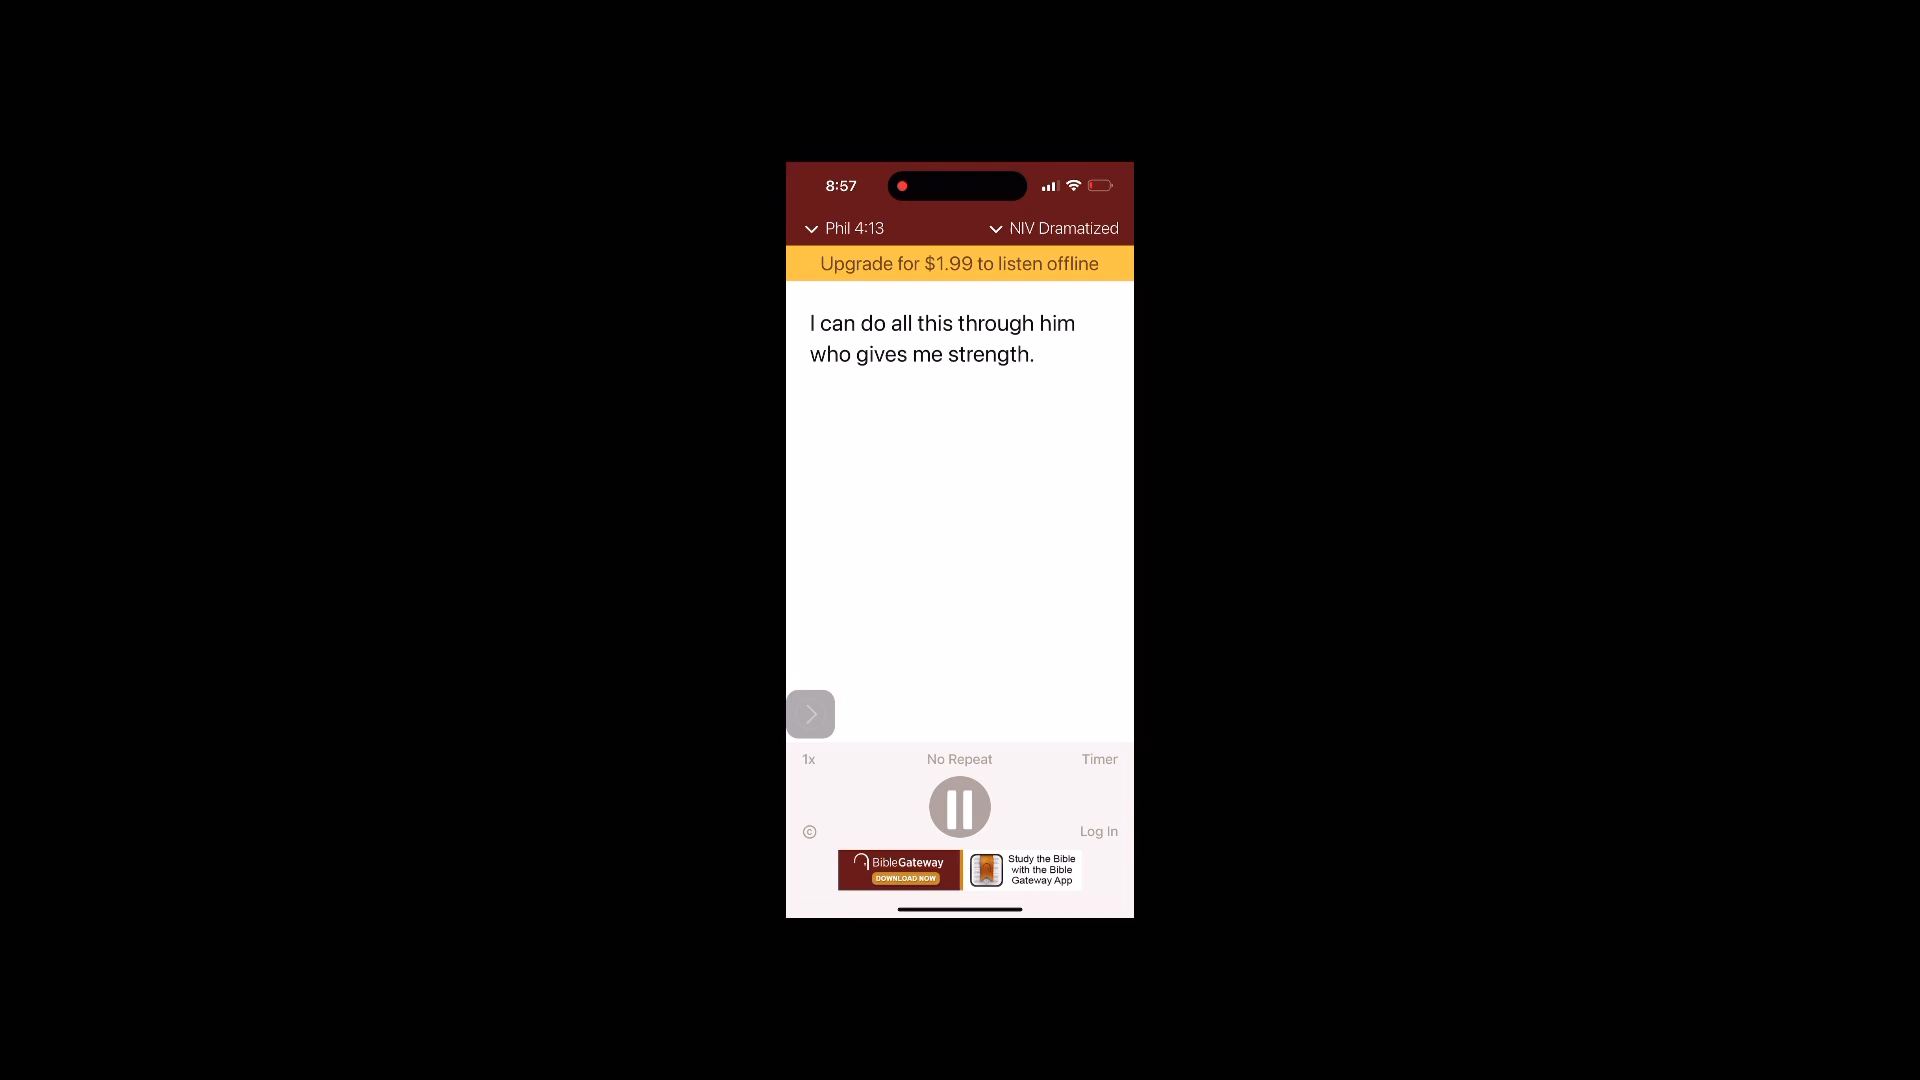 8:57
Phil 4:13
NIV Dramatized
Upgrade for $1.99 to listen offline
I can do all this through him
who gives me strength.
1x
No Repeat
Timer
©
Log In
BibleGateway
DOWNLOAD NOW
Study the Bible
with the Bible
Gateway App